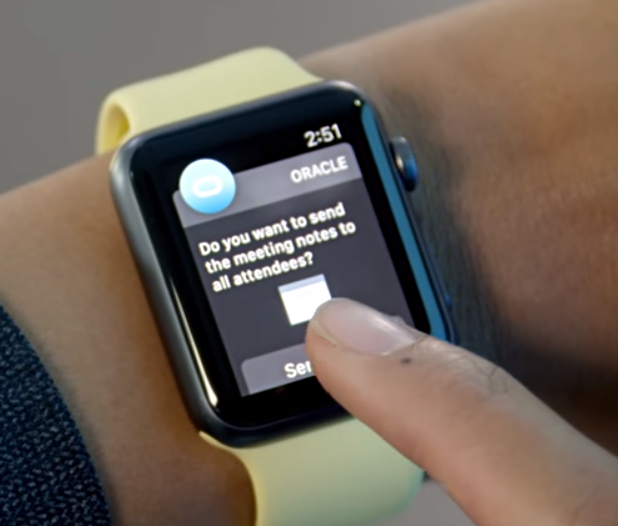 2:51
ORACLE
Do you want to send
the meeting notes to
all attendees?